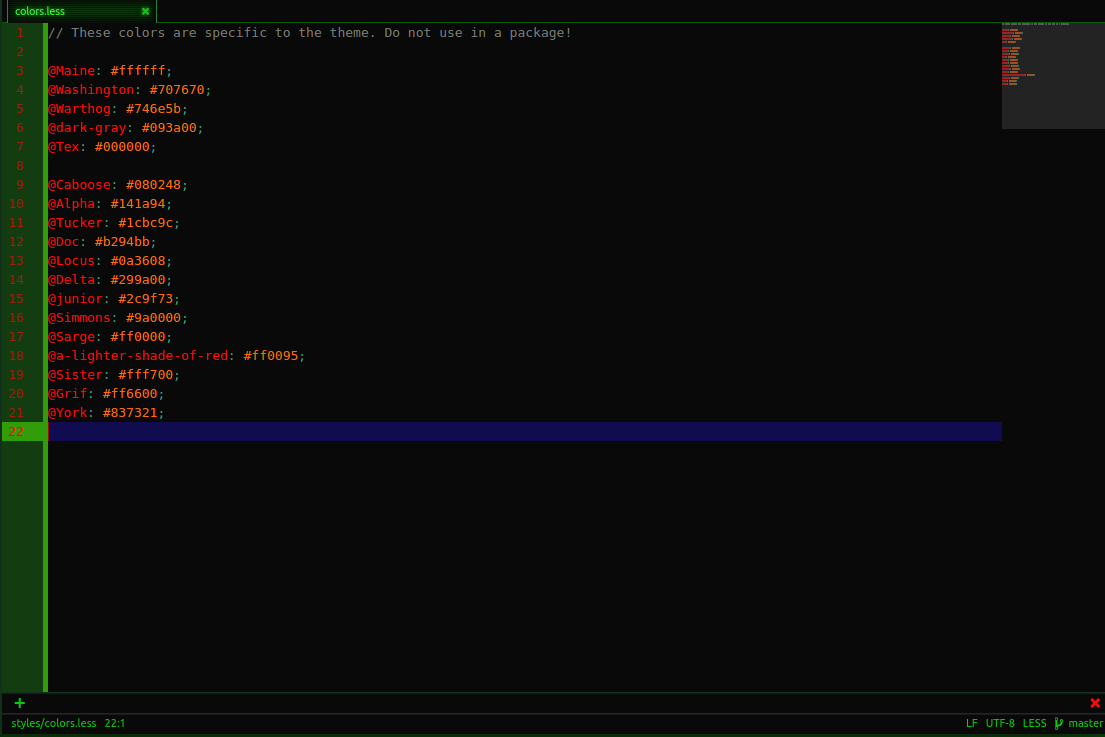 colors.less
1 // These colors are specific to the theme. Do not use in a package!
2
3 @Maine: #ffffff;
4 @Washington: #707670;
5 @Warthog: #746e5b;
6 @dark-gray: #093a00;
7 @Tex: #000000;
8
9 @Caboose: #080248;
10 @Alpha: #141a94;
11 @Tucker: #1cbc9c;
12 @Doc: #b294bb;
13 @Locus: #0a3608;
14 @Delta: #299a00;
15 @junior: #2c9f73;
16 @Simmons: #9a0000;
17 @Sarge: #ff0000;
18 @a-lighter-shade-of-red: #ff0095;
19 @Sister: #fff700;
20 @Grif: #ff6600;
21 @York: #837321;
22
styles/colors.less 22:1 LF UTF-8 LESS master